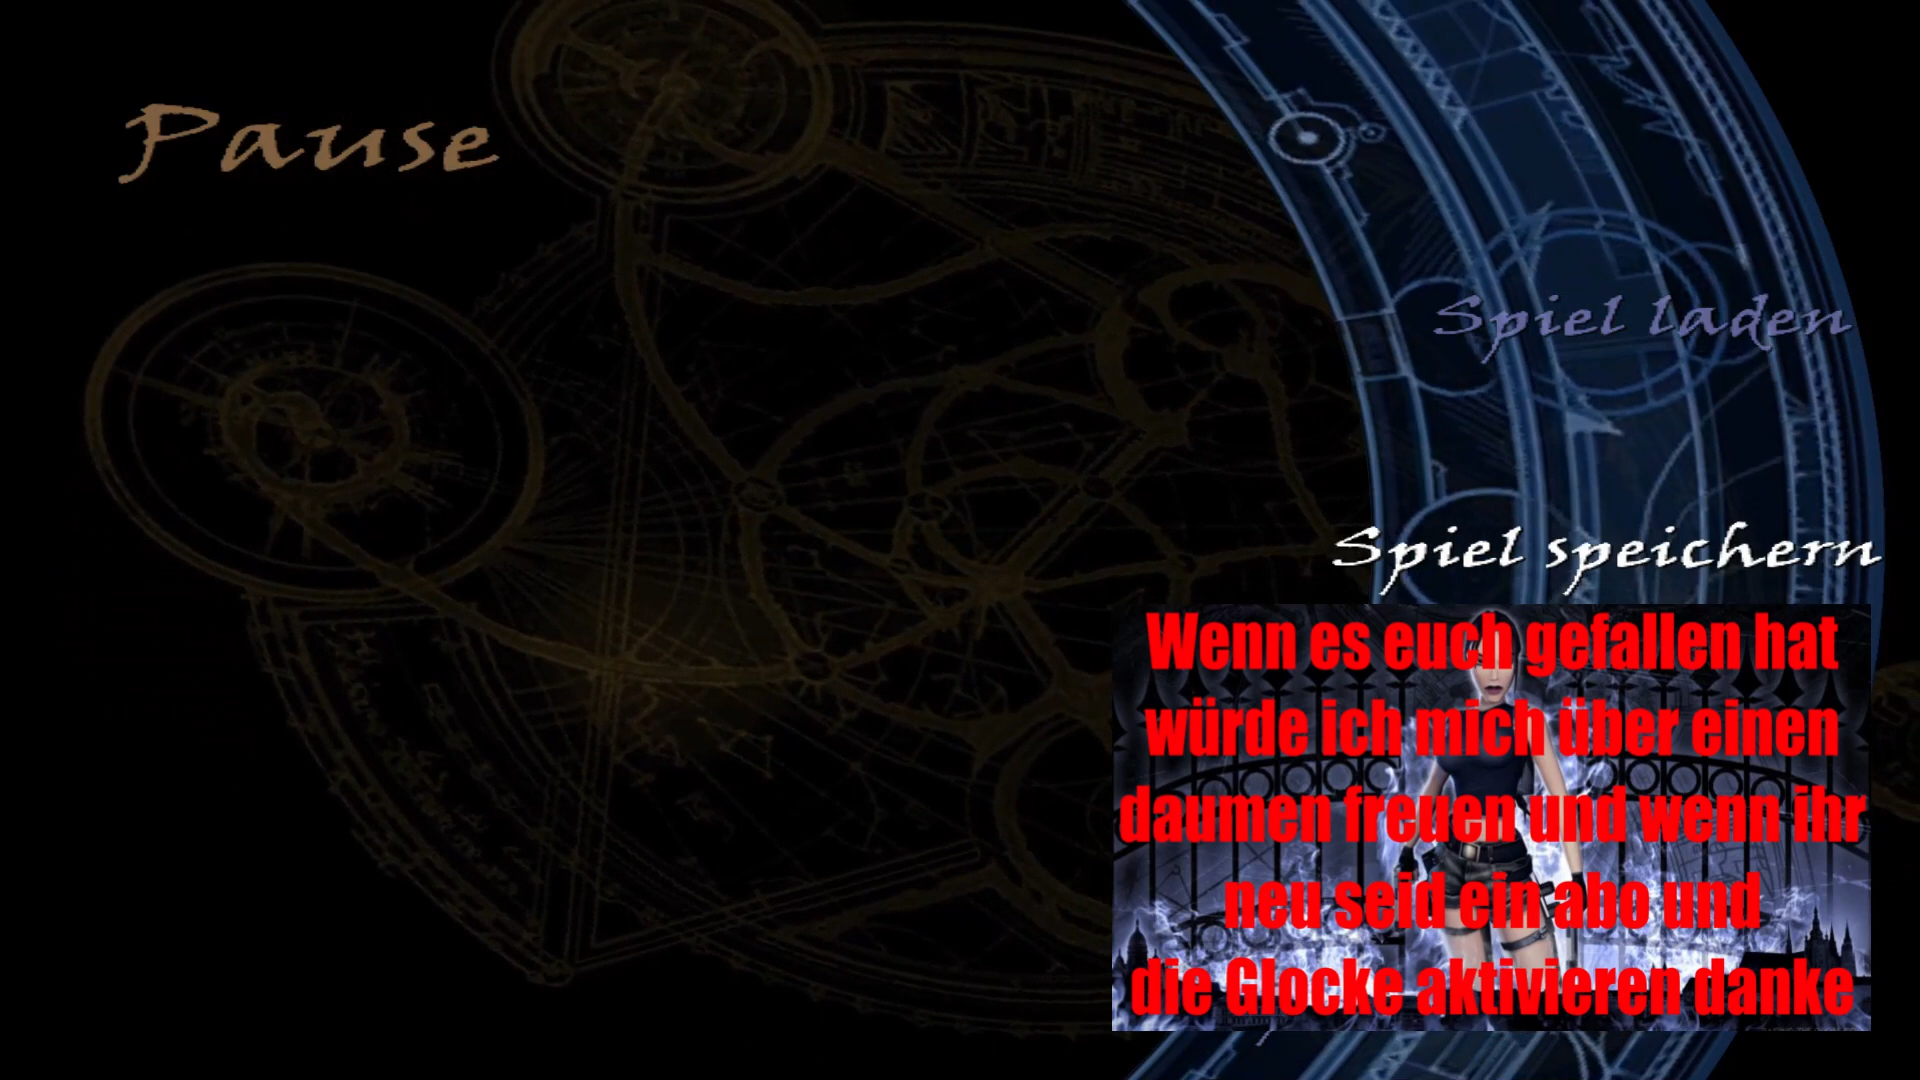 Pause
Spiel laden
Spiel speichern
Wenn es euch gefallen hat
würde ich mich über einen
daumen freuen und wenn ihr
neu seid ein abo und
die Glocke aktivieren danke